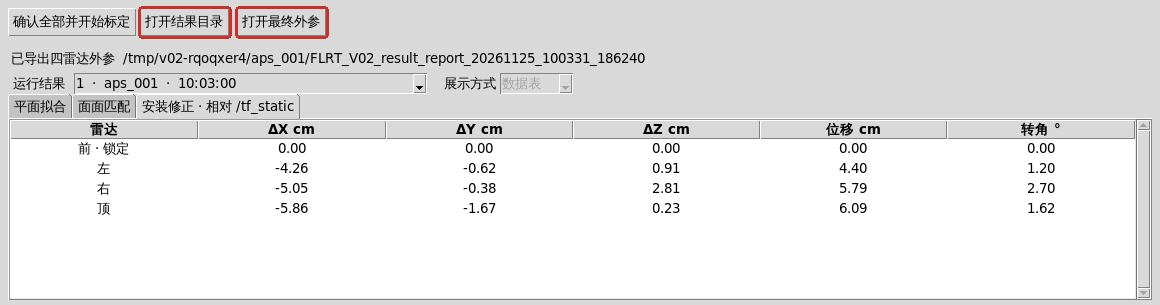 确认全部并开始标定 打开结果目录 打开最终外参
已导出四雷达外参 /tmp/v02-rqoqxer4/aps_001/FLRT_V02_result_report_20261125_100331_186240
运行结果 1 · aps_001 · 10:03:00 展示方式 数据表
平面拟合 面面匹配 安装修正 · 相对 /tf_static
雷达 ΔX cm ΔY cm ΔZ cm 位移 cm 转角 °
前 · 锁定 0.00 0.00 0.00 0.00 0.00
左 -4.26 -0.62 0.91 4.40 1.20
右 -5.05 -0.38 2.81 5.79 2.70
顶 -5.86 -1.67 0.23 6.09 1.62